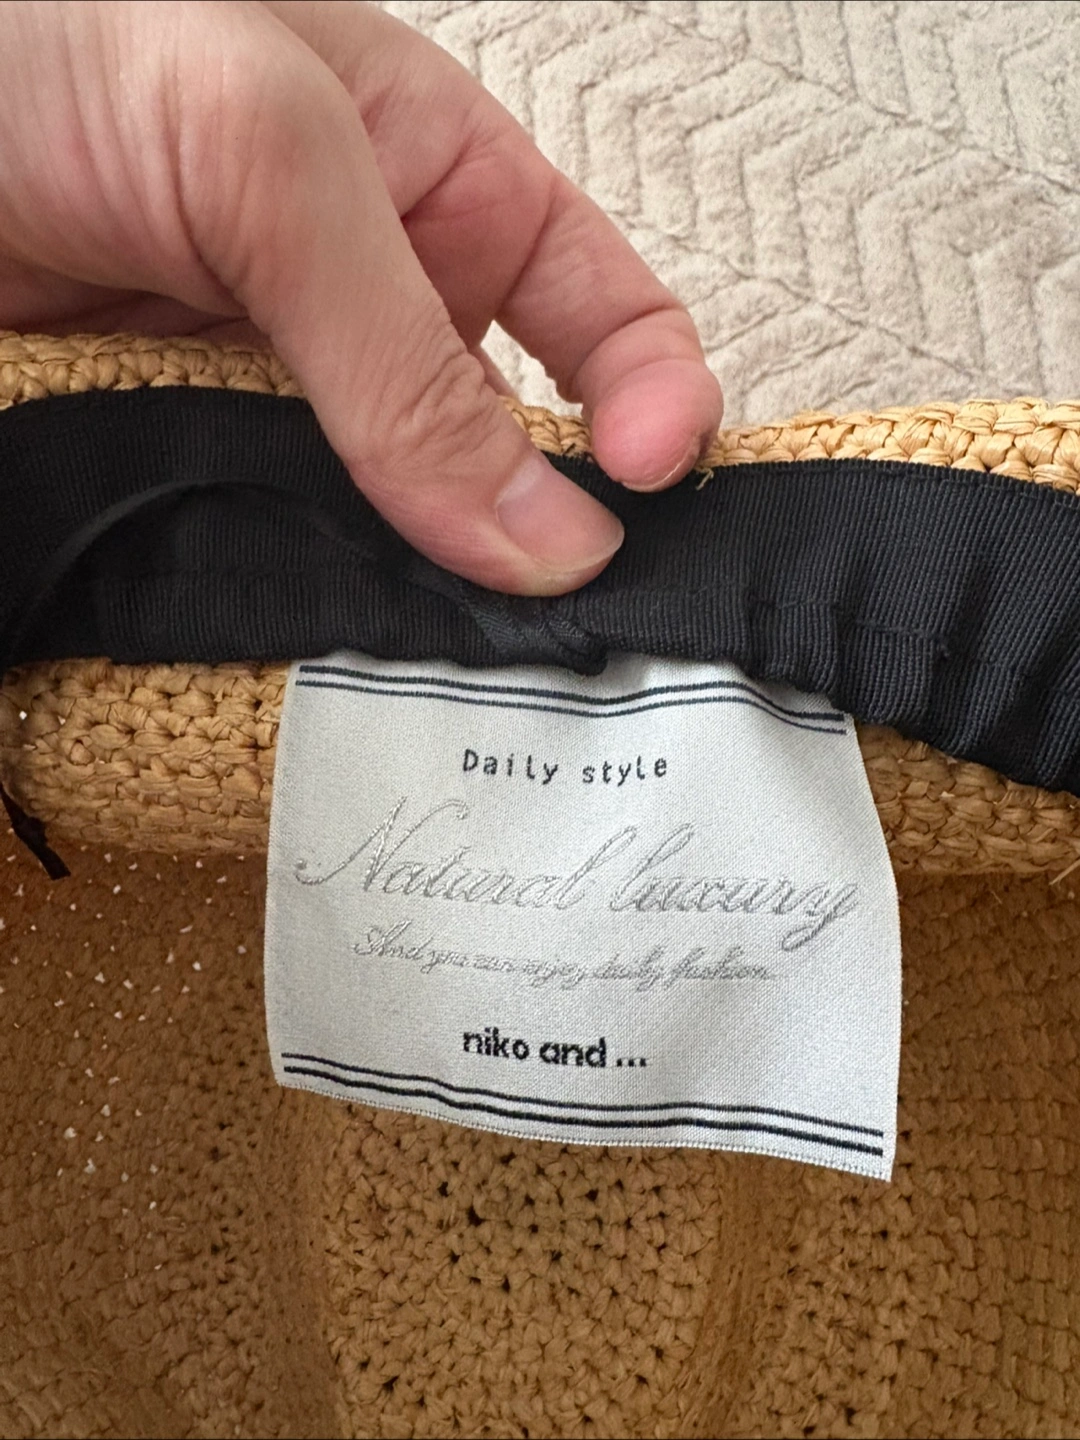 Daily style
Natural luxury
And you can enjoy daily fashion
niko and ...